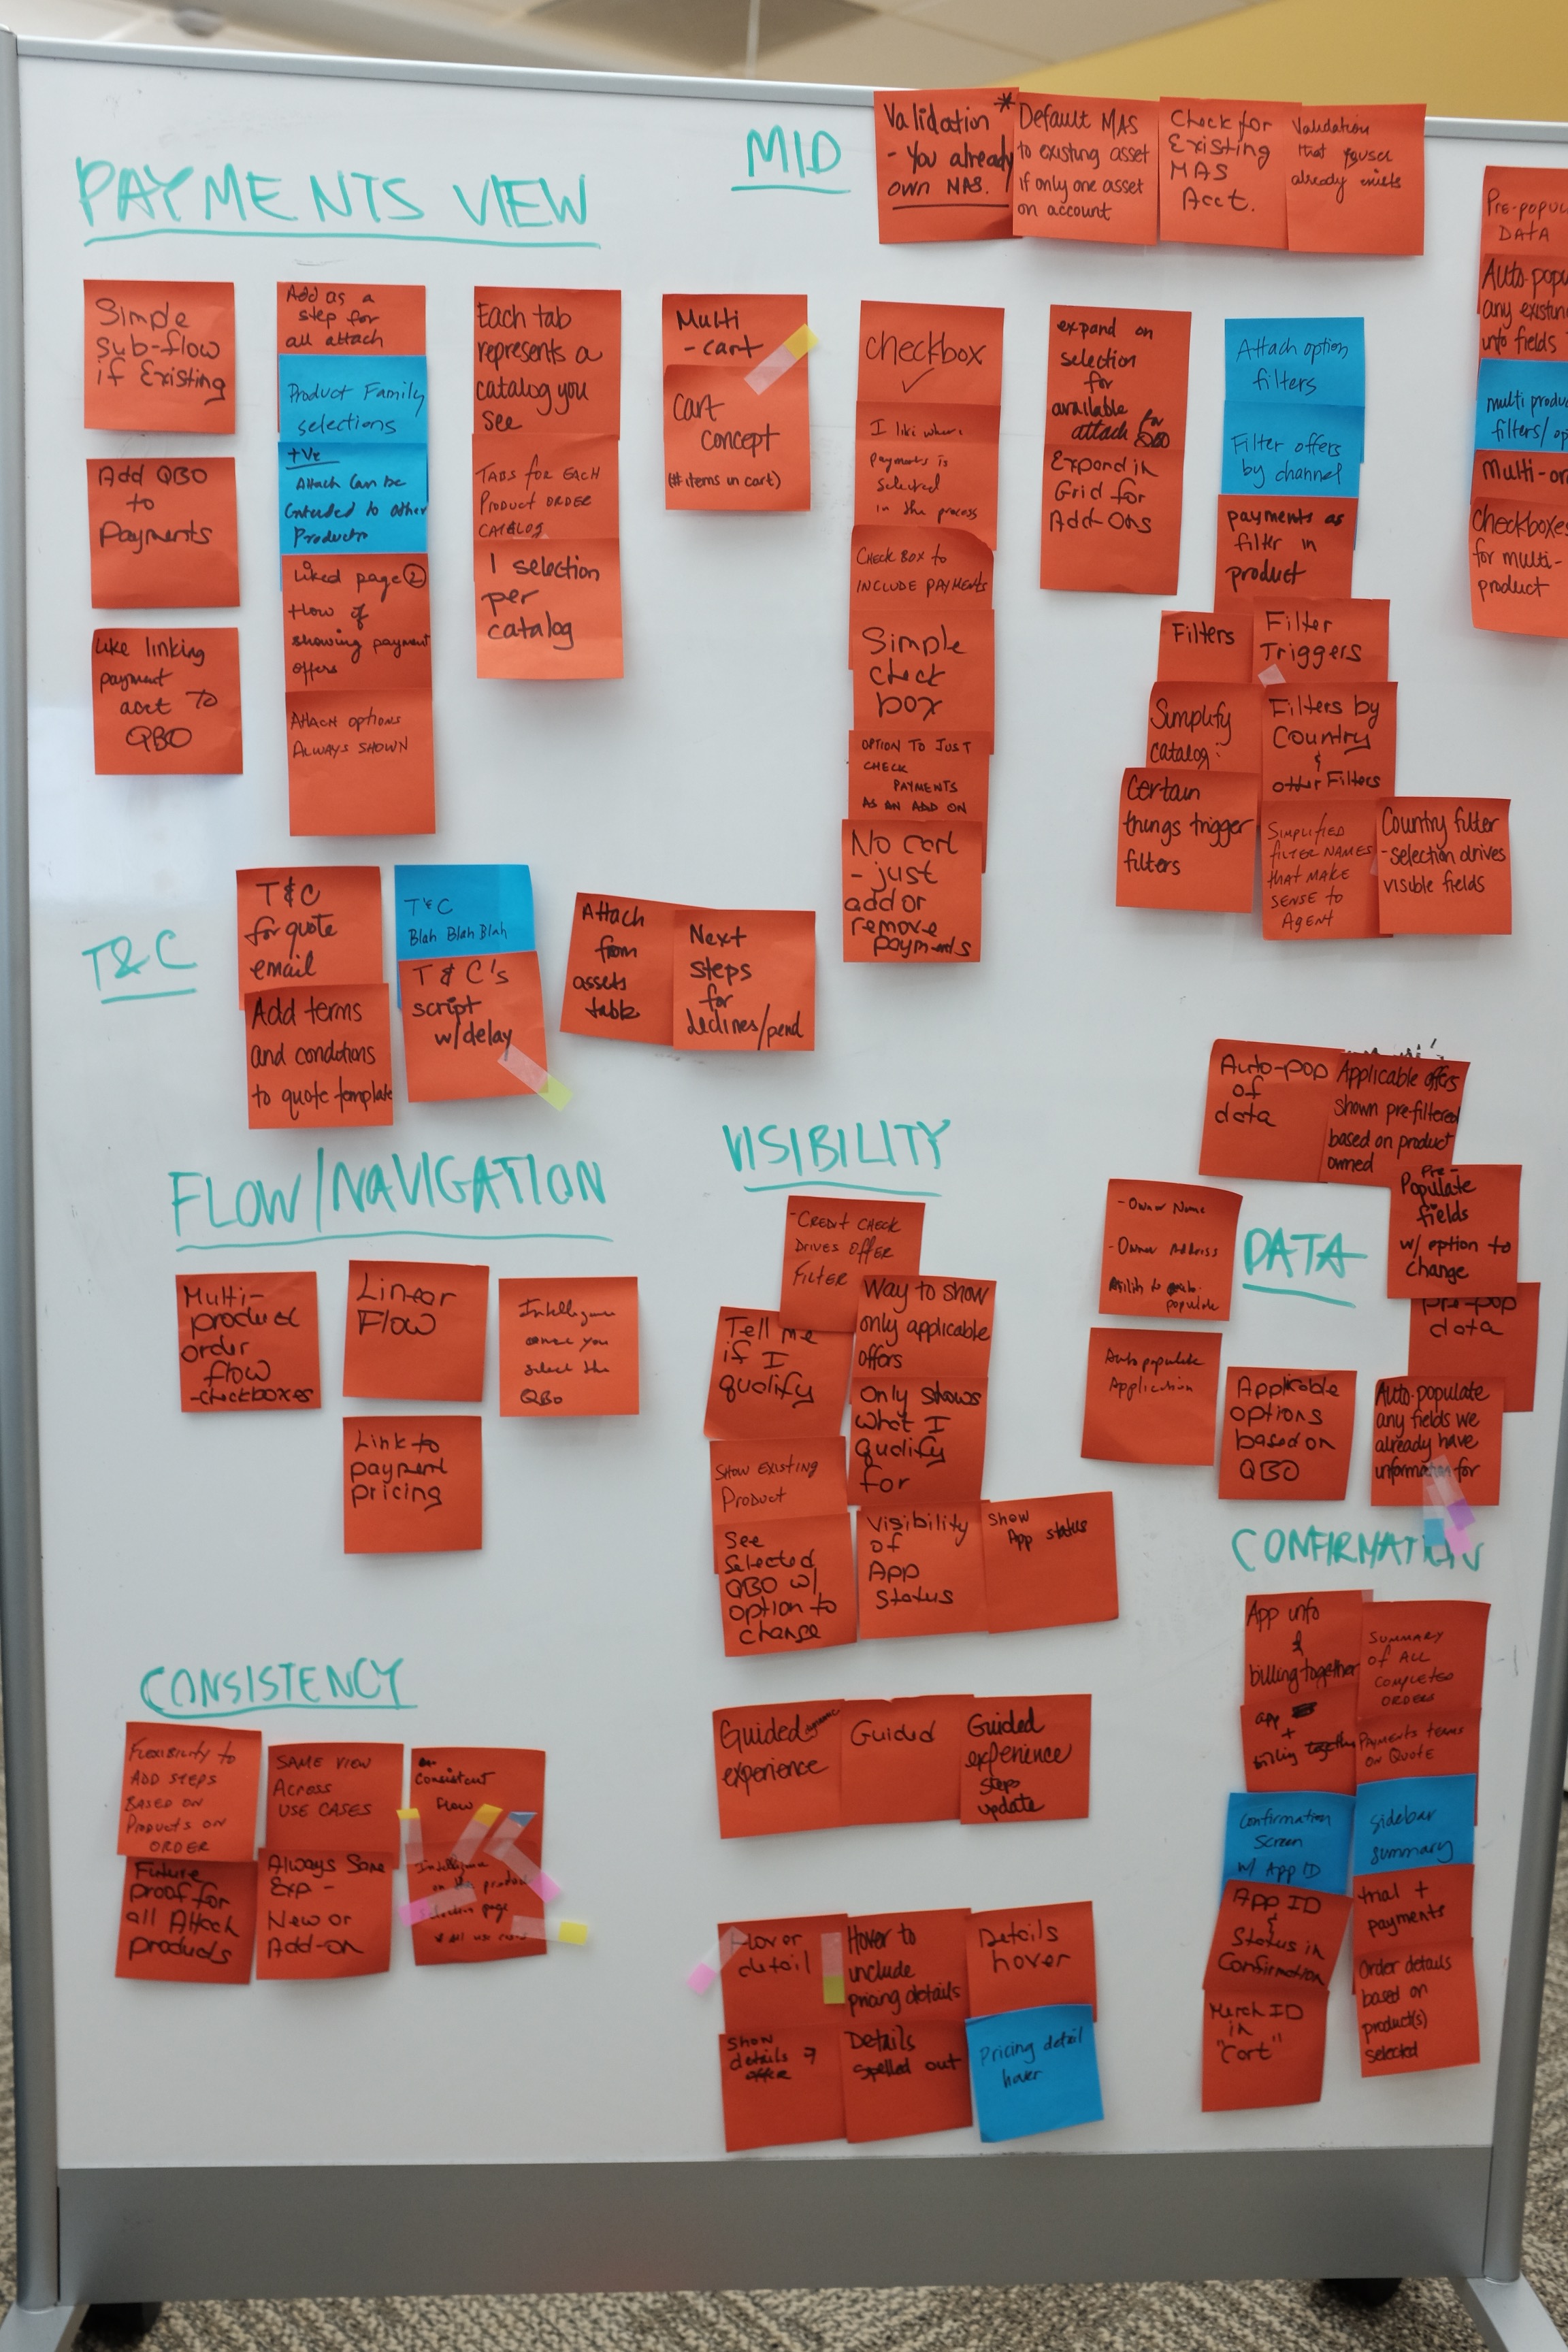 PAYMENTS VIEW
Simple
sub-flow
if Existing
Add QBO
to
Payments
Like linking
payment
acct to
QBO
Add as a
step for
all attach
Product Family
selections
+Ve
Attach Can be
extended to other
Products
Liked page 2
flow of
showing payment
offers
Attach options
Always shown
Each tab
represents a
catalog you
see
TABS FOR EACH
PRODUCT ORDER
CATALOG
1 selection
per
catalog
Multi
-cart
Cart
concept
(# items in cart)
MID
Validation *
- You already
own MAS.
Default MAS
to existing asset
if only one asset
on account
Check for
Existing
MAS
Acct.
Validation
that
already exists
checkbox
✓
I like where
payments is
selected
in the process
CHECK BOX TO
INCLUDE PAYMENTS
Simple
check
box
OPTION TO JUST
CHECK
PAYMENTS
AS AN ADD ON
No cart
- just
add or
remove
payments
expand on
selection
for
available
attach for
QBO
Expand in
Grid for
Add-Ons
Attach option
filters
Filter offers
by channel
payments as
filter in
product
Filters
Filter
Triggers
Simplify
catalog:
Filters by
Country
&
other Filters
Certain
things trigger
filters
SIMPLIFIED
FILTER NAMES
THAT MAKE
SENSE TO
AGENT
Country filter
-selection drives
visible fields
PRE-POPUL
DATA
Auto popu
any existin
into fields
multi produ
filters/op
Multi-or
checkboxes
for multi-
product
T&C
T&C
for quote
email
Add terms
and conditions
to quote template
T&C
Blah Blah Blah
T&C's
script
w/delay
Attach
from
assets
table
Next
steps
for
declines/pend
FLOW/NAVIGATION
Multi-
product
order
flow
-checkboxes
Linear
Flow
Intelligence
once you
select the
QBO
Link to
payment
pricing
VISIBILITY
-CREDIT CHECK
DRIVES OFFER
FILTER
Tell me
if I
qualify
Way to show
only applicable
offers
Only shows
what I
qualify
for
SHOW EXISTING
PRODUCT
See
selected
QBO w/
option to
change
Visibility
of
App
Status
Show
App status
Guided
dynamic
experience
Guided
Guided
experience
steps
update
Hover
detail
Hover to
include
pricing details
Details
hover
Show
details of
offer
Details
spelled out
Pricing detail
hover
DATA
Auto-pop
of
data
Applicable offers
shown pre-filtered
based on product
owned
Pre-
Populate
fields
w/ option to
change
pre-pop
data
- Owner Name
- Owner Address
Ability to auto-
populate
Auto populate
Application
Applicable
options
based on
QBO
Auto-populate
any fields we
already have
information for
CONFIRMATION
App info
&
billing together
app
+
billing together
SUMMARY
OF ALL
COMPLETED
ORDERS
PAYMENTS TERMS
ON QUOTE
Confirmation
Screen
w/ App ID
sidebar
summary
APP ID
&
Status in
Confirmation
trial +
payments
Merch ID
in
"Cart"
Order details
based on
product(s)
selected
CONSISTENCY
FLEXIBILITY TO
ADD STEPS
BASED ON
PRODUCTS ON
ORDER
SAME VIEW
ACROSS
USE CASES
Consistent
flow
Future
proof for
all Attach
products
Always Same
Exp -
New or
Add-on
Intelligence
on the product
selection page